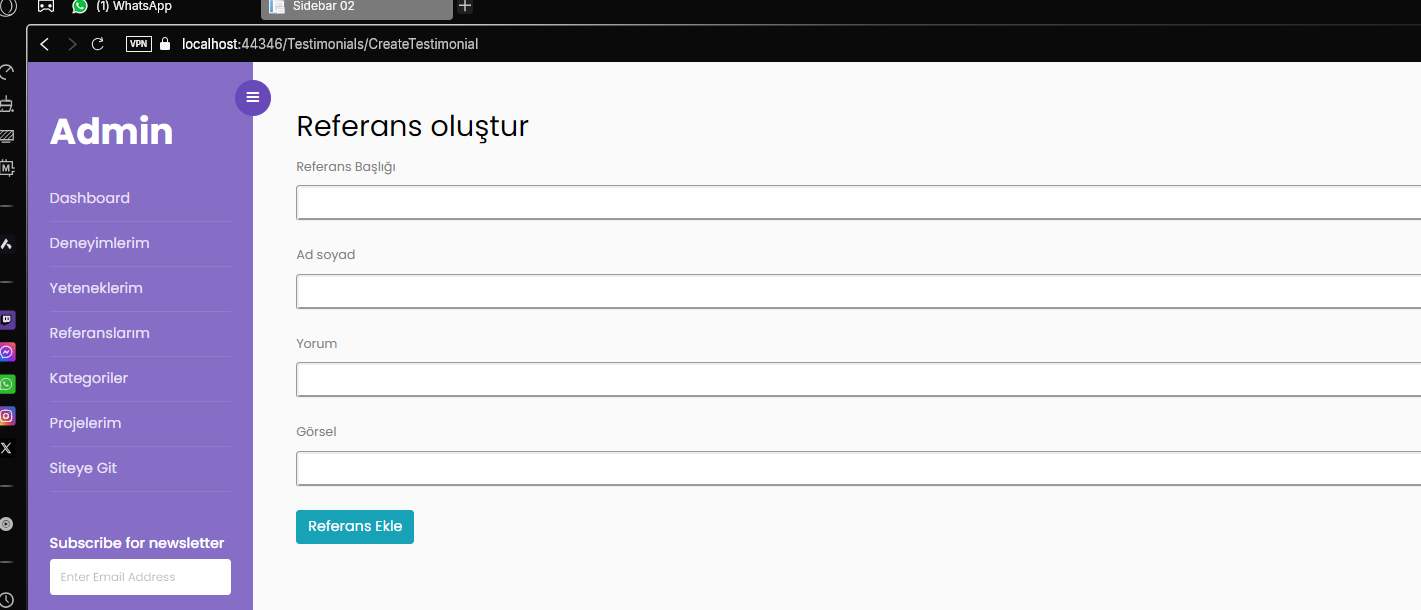 (1) WhatsApp
Sidebar 02
VPN
localhost:44346/Testimonials/CreateTestimonial
Admin
Dashboard
Deneyimlerim
Yeteneklerim
Referanslarım
Kategoriler
Projelerim
Siteye Git
Subscribe for newsletter
Enter Email Address
Referans oluştur
Referans Başlığı
Ad soyad
Yorum
Görsel
Referans Ekle